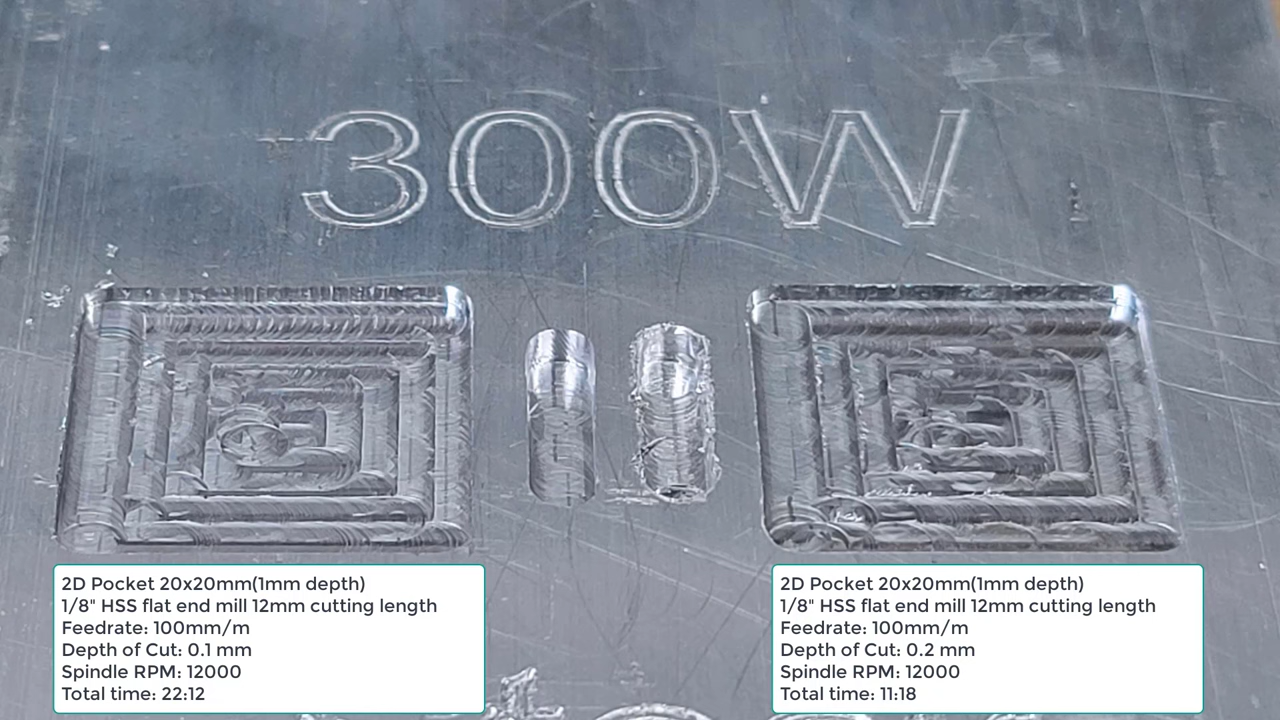 300W
2D Pocket 20x20mm(1mm depth)
1/8" HSS flat end mill 12mm cutting length
Feedrate: 100mm/m
Depth of Cut: 0.1 mm
Spindle RPM: 12000
Total time: 22:12
2D Pocket 20x20mm(1mm depth)
1/8" HSS flat end mill 12mm cutting length
Feedrate: 100mm/m
Depth of Cut: 0.2 mm
Spindle RPM: 12000
Total time: 11:18